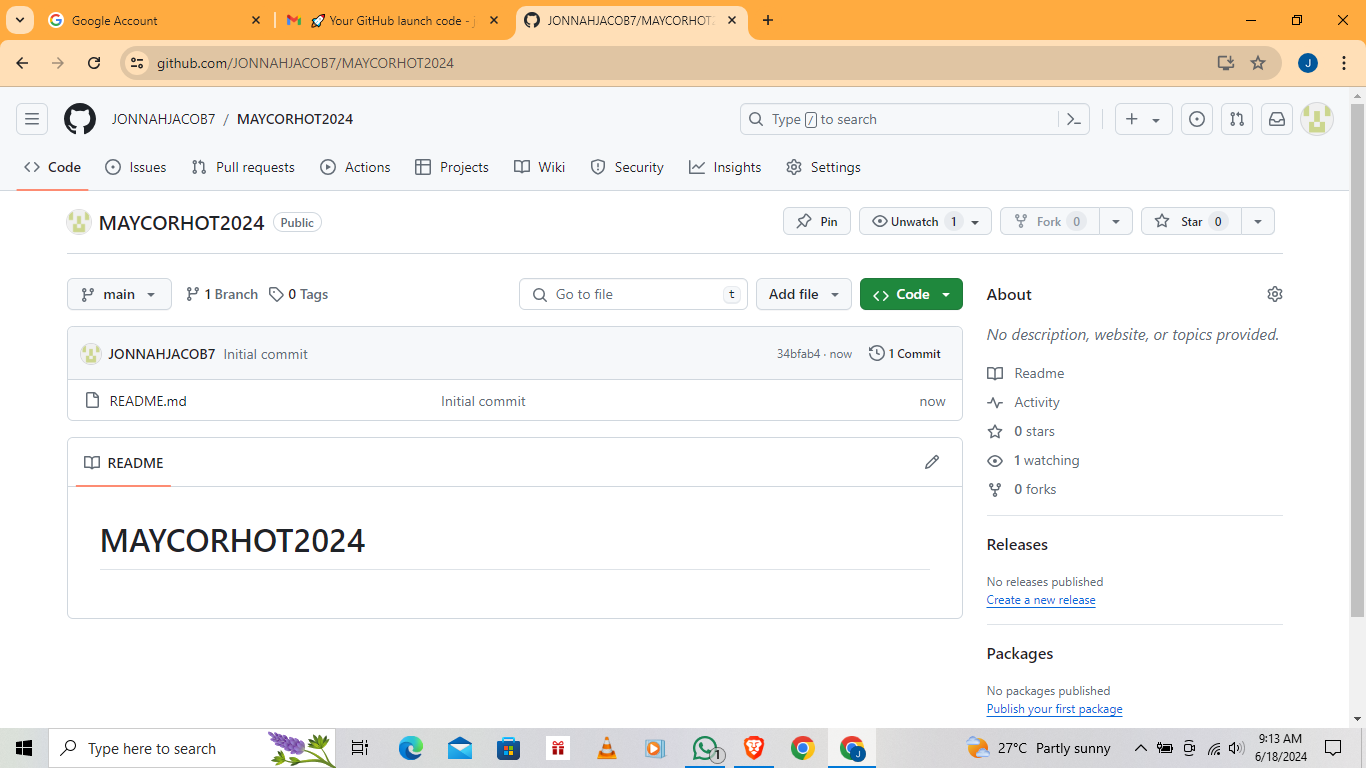 Google Account
Your GitHub launch code - j
JONNAHJACOB7/MAYCORHOT2
github.com/JONNAHJACOB7/MAYCORHOT2024
J
JONNAHJACOB7 / MAYCORHOT2024
Type / to search
Code
Issues
Pull requests
Actions
Projects
Wiki
Security
Insights
Settings
MAYCORHOT2024
Public
Pin
Unwatch 1
Fork 0
Star 0
main
1 Branch
0 Tags
Go to file
t
Add file
Code
JONNAHJACOB7 Initial commit
34bfab4 · now
1 Commit
README.md
Initial commit
now
README
MAYCORHOT2024
About
No description, website, or topics provided.
Readme
Activity
0 stars
1 watching
0 forks
Releases
No releases published
Create a new release
Packages
No packages published
Publish your first package
Type here to search
1
J
27°C Partly sunny
9:13 AM
6/18/2024